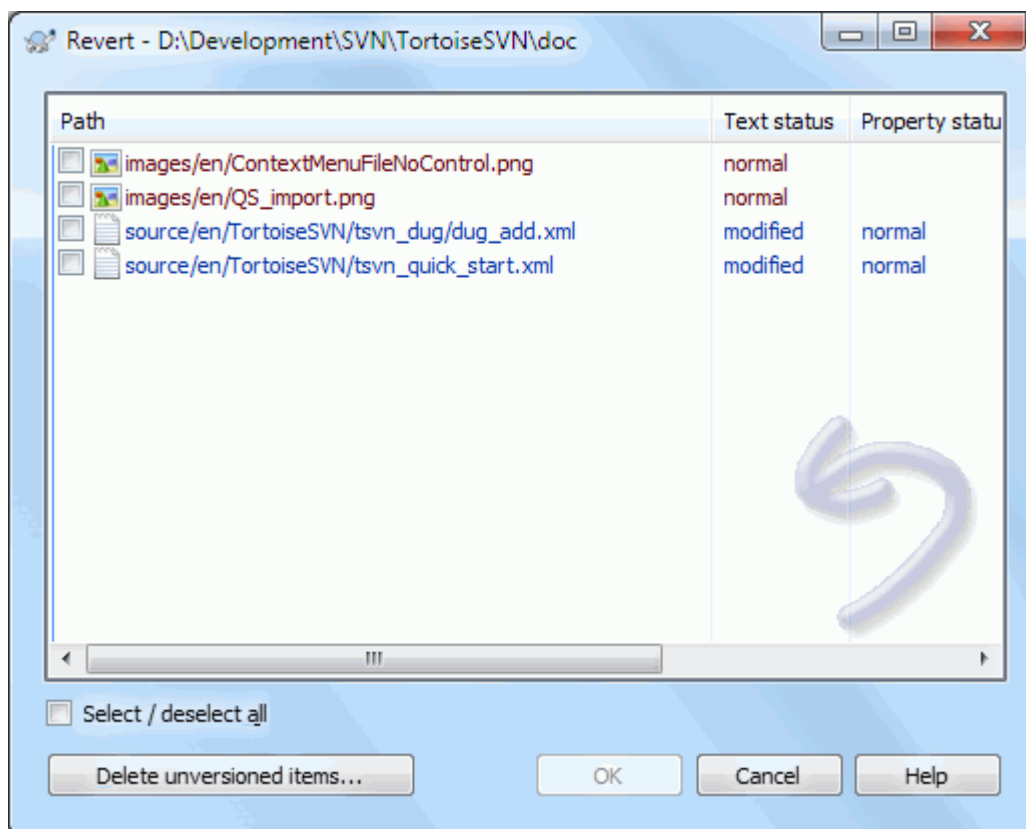 Revert - D:\Development\SVN\TortoiseSVN\doc
Path Text status Property statu
images/en/ContextMenuFileNoControl.png normal
images/en/QS_import.png normal
source/en/TortoiseSVN/tsvn_dug/dug_add.xml modified normal
source/en/TortoiseSVN/tsvn_quick_start.xml modified normal
Select / deselect all
Delete unversioned items... OK Cancel Help